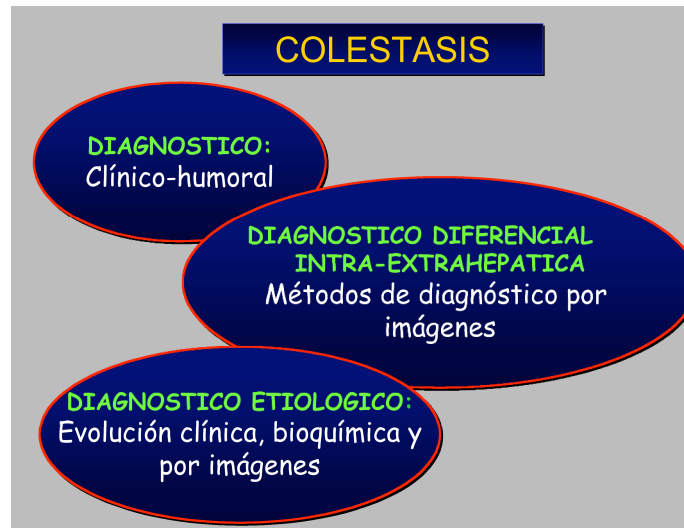 COLESTASIS
DIAGNOSTICO:
Clínico-humoral
DIAGNOSTICO DIFERENCIAL
INTRA-EXTRAHEPATICA
Métodos de diagnóstico por
imágenes
DIAGNOSTICO ETIOLOGICO:
Evolución clínica, bioquímica y
por imágenes